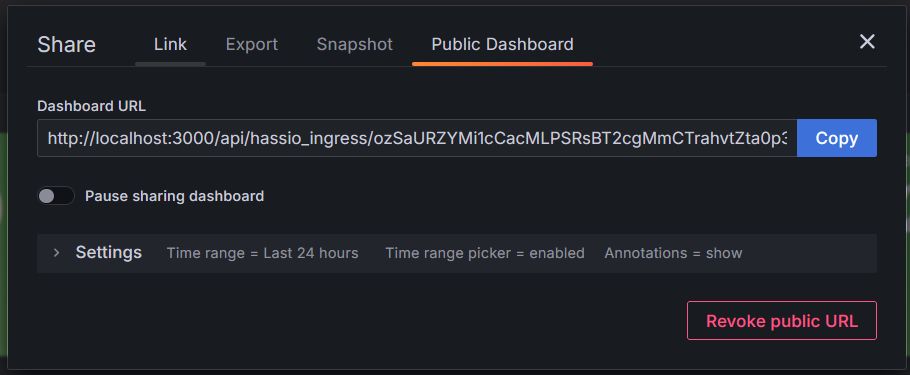 Share Link Export Snapshot Public Dashboard
Dashboard URL
http://localhost:3000/api/hassio_ingress/ozSaURZYMi1cCacMLPSRsBT2cgMmCTrahvtZta0p3 Copy
Pause sharing dashboard
Settings Time range = Last 24 hours Time range picker = enabled Annotations = show
Revoke public URL